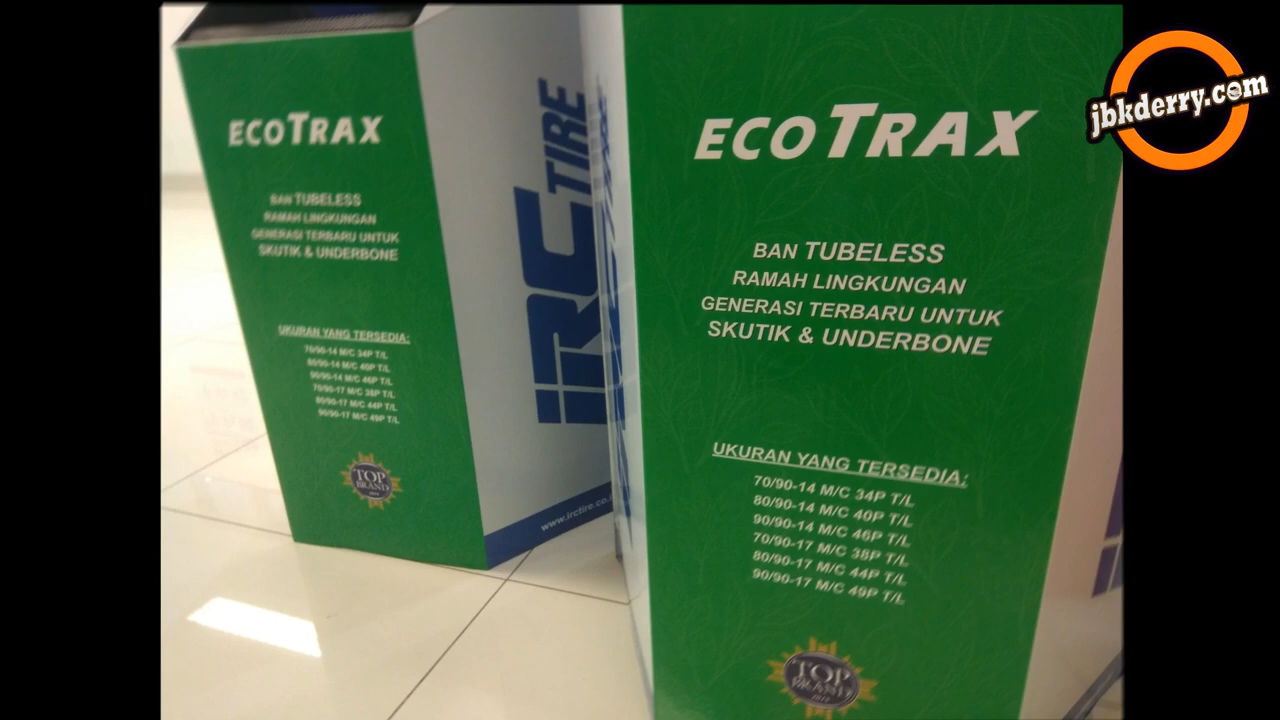 ECOTRAX
BAN TUBELESS
RAMAH LINGKUNGAN
GENERASI TERBARU UNTUK
SKUTIK & UNDERBONE
UKURAN YANG TERSEDIA:
70/90-14 M/C 34P T/L
80/90-14 M/C 40P T/L
90/90-14 M/C 46P T/L
70/90-17 M/C 38P T/L
80/90-17 M/C 44P T/L
90/90-17 M/C 49P T/L
TOP
BRAND
iRC TIRE
www.irctire.co.i
ECOTRAX
BAN TUBELESS
RAMAH LINGKUNGAN
GENERASI TERBARU UNTUK
SKUTIK & UNDERBONE
UKURAN YANG TERSEDIA:
70/90-14 M/C 34P T/L
80/90-14 M/C 40P T/L
90/90-14 M/C 46P T/L
70/90-17 M/C 38P T/L
80/90-17 M/C 44P T/L
90/90-17 M/C 49P T/L
TOP
BRAND
jbkderry.com